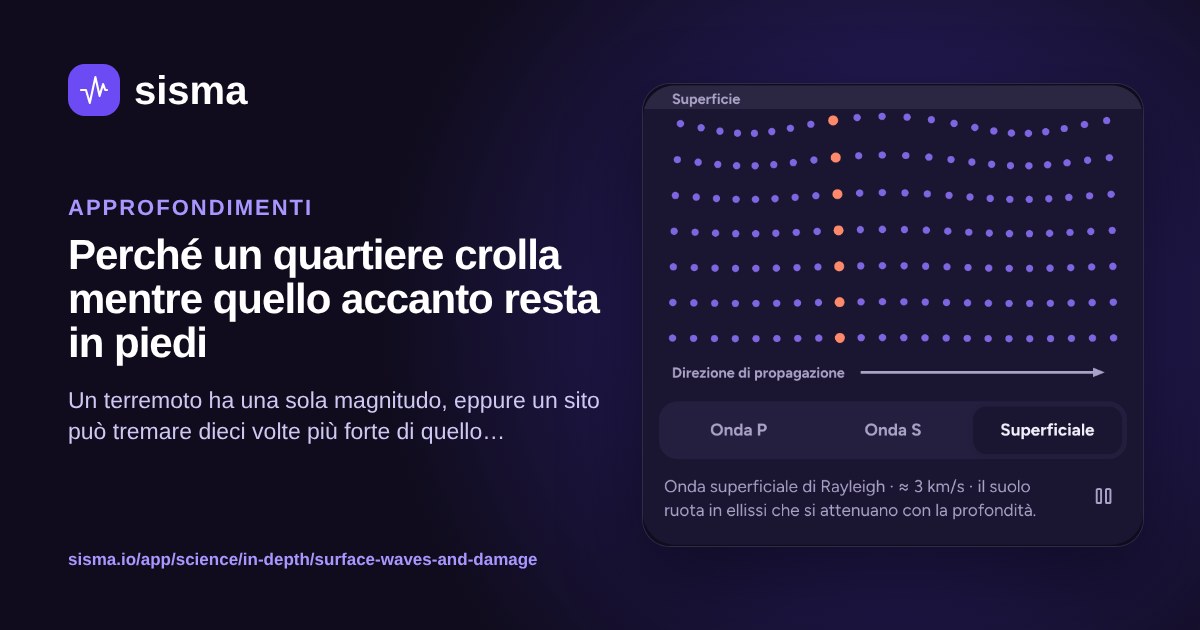 sisma
APPROFONDIMENTI
Perché un quartiere crolla
mentre quello accanto resta
in piedi
Un terremoto ha una sola magnitudo, eppure un sito
può tremare dieci volte più forte di quello…
sisma.io/app/science/in-depth/surface-waves-and-damage
Superficie
Direzione di propagazione
Onda P Onda S Superficiale
Onda superficiale di Rayleigh · ≈ 3 km/s · il suolo
ruota in ellissi che si attenuano con la profondità.